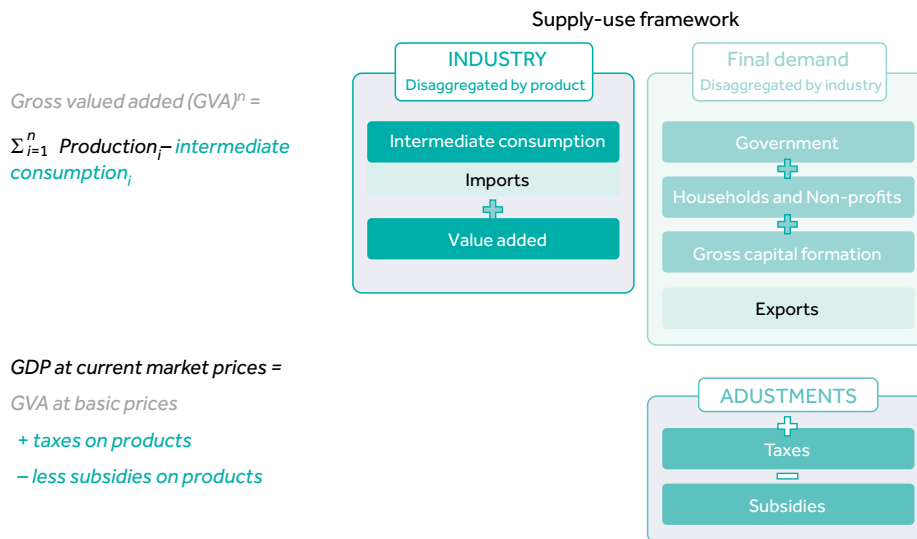 Supply-use framework
Gross valued added (GVA)ⁿ =
Σⁿᵢ₌₁ Productionᵢ– intermediate
consumptionᵢ
INDUSTRY
Disaggregated by product
Intermediate consumption
Imports
+
Value added
Final demand
Disaggregated by industry
Government
+
Households and Non-profits
+
Gross capital formation
Exports
GDP at current market prices =
GVA at basic prices
+ taxes on products
– less subsidies on products
ADUSTMENTS
+
Taxes
–
Subsidies